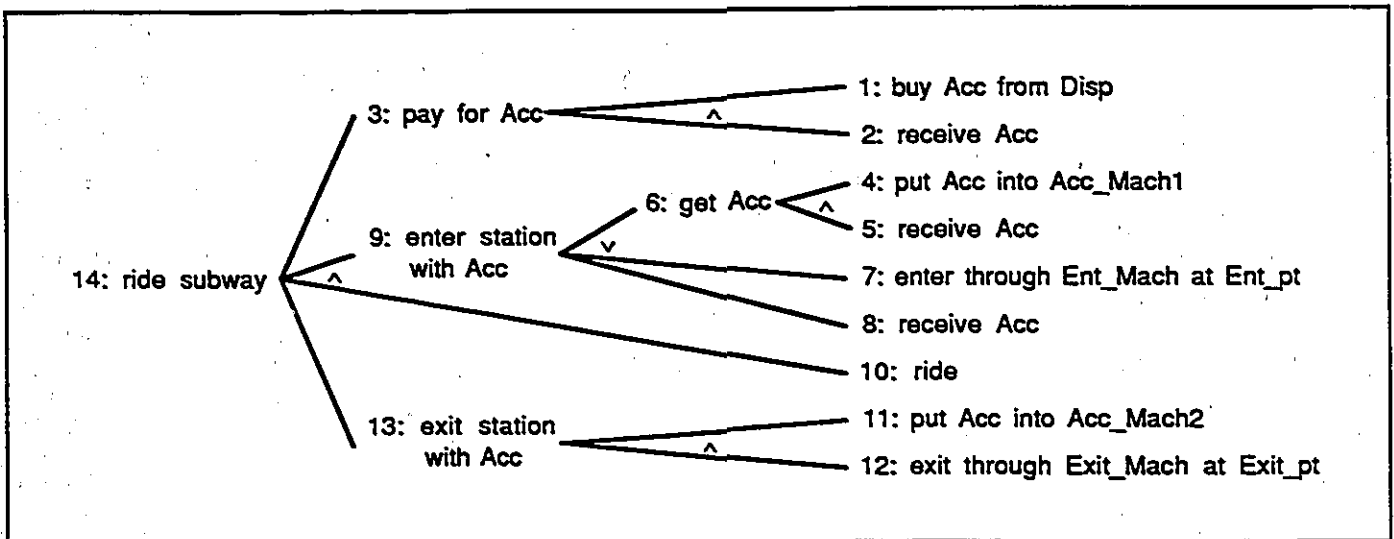 1: buy Acc from Disp
3: pay for Acc
^
2: receive Acc
4: put Acc into Acc_Mach1
6: get Acc
^
5: receive Acc
9: enter station
with Acc
v
7: enter through Ent_Mach at Ent_pt
14: ride subway
^
8: receive Acc
10: ride
11: put Acc into Acc_Mach2
13: exit station
with Acc
^
12: exit through Exit_Mach at Exit_pt